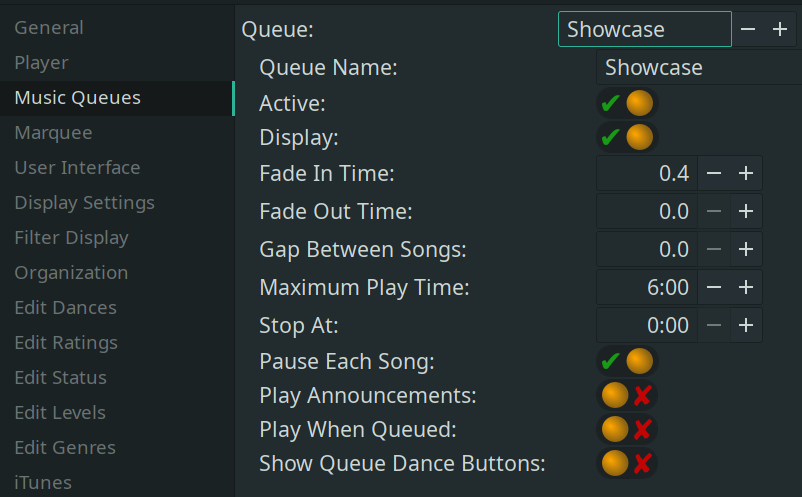 General
Player
Music Queues
Marquee
User Interface
Display Settings
Filter Display
Organization
Edit Dances
Edit Ratings
Edit Status
Edit Levels
Edit Genres
iTunes
Queue: Showcase
Queue Name: Showcase
Active:
Display:
Fade In Time: 0.4
Fade Out Time: 0.0
Gap Between Songs: 0.0
Maximum Play Time: 6:00
Stop At: 0:00
Pause Each Song:
Play Announcements:
Play When Queued:
Show Queue Dance Buttons: